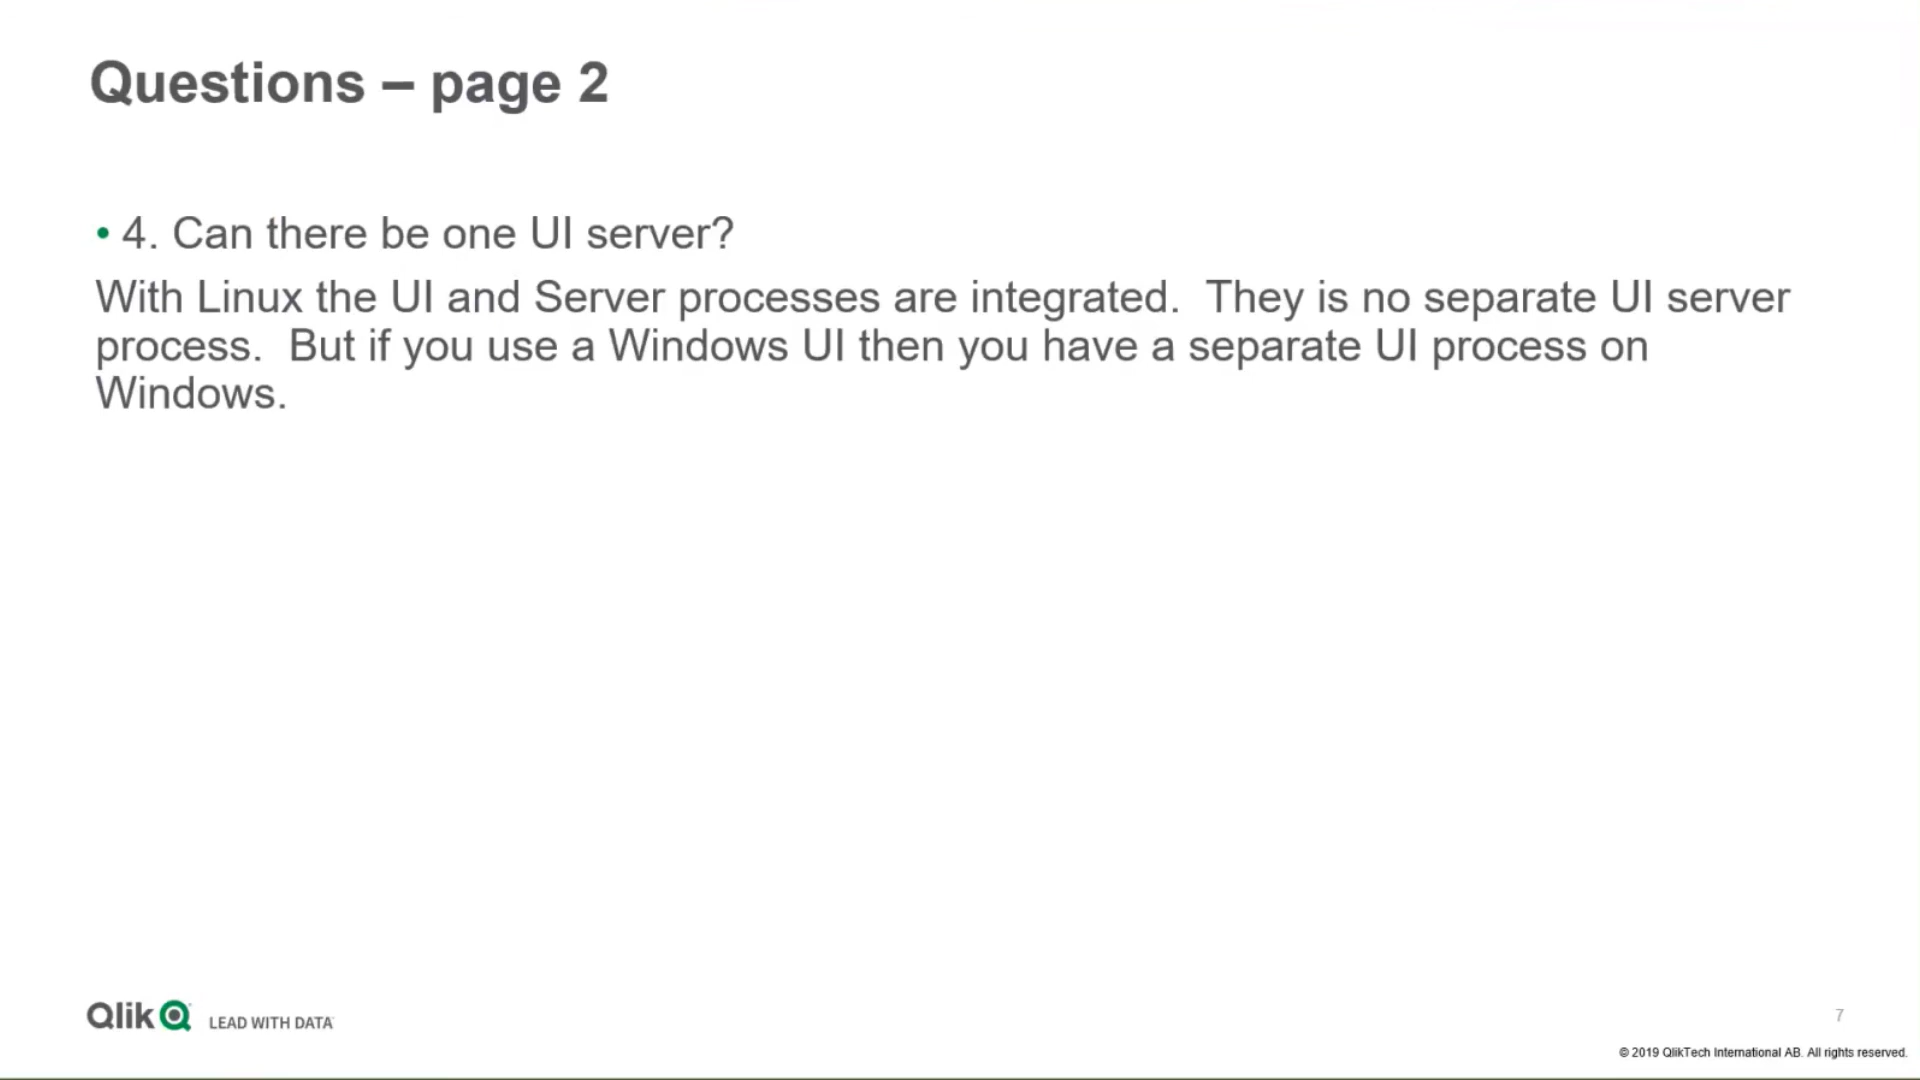 Questions – page 2
• 4. Can there be one UI server?
With Linux the UI and Server processes are integrated.  They is no separate UI server
process.  But if you use a Windows UI then you have a separate UI process on
Windows.
Qlik LEAD WITH DATA
7
© 2019 QlikTech International AB. All rights reserved.